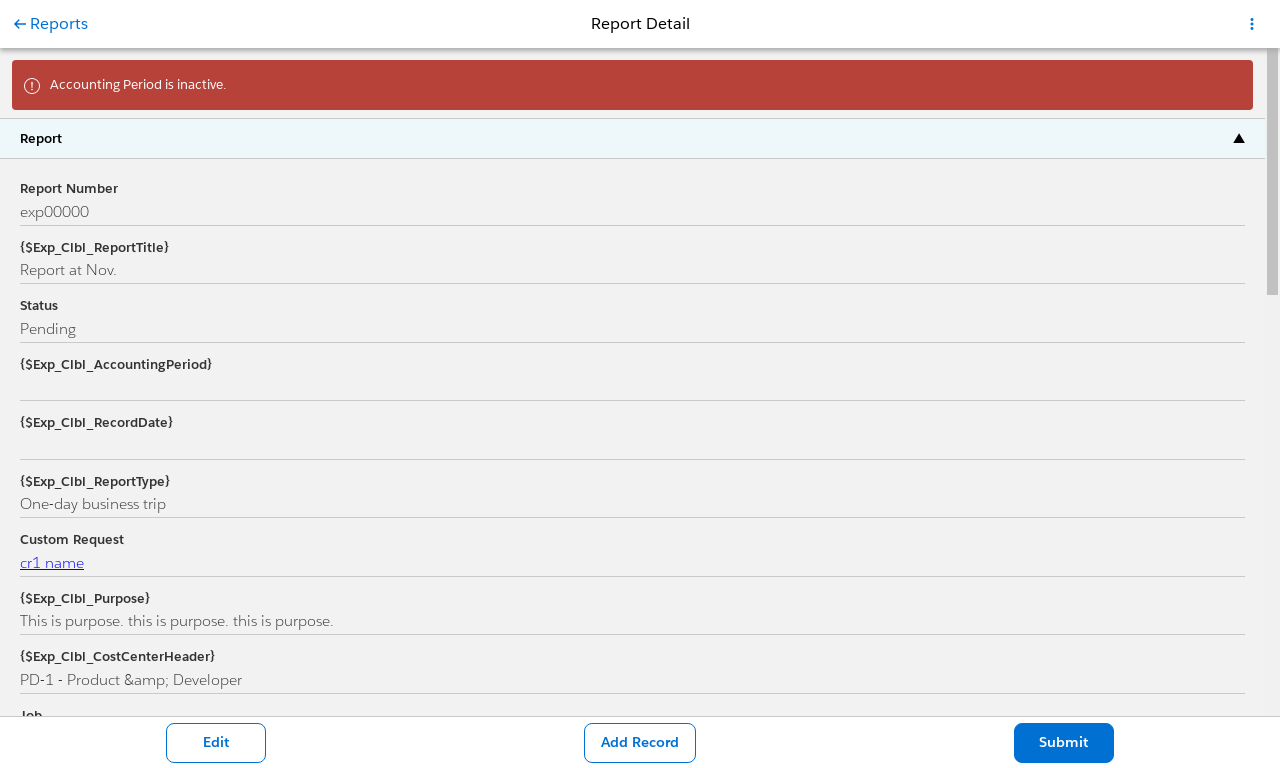 Reports
Report Detail
Accounting Period is inactive.
Report
Report Number
exp00000
{$Exp_Clbl_ReportTitle}
Report at Nov.
Status
Pending
{$Exp_Clbl_AccountingPeriod}
{$Exp_Clbl_RecordDate}
{$Exp_Clbl_ReportType}
One-day business trip
Custom Request
cr1 name
{$Exp_Clbl_Purpose}
This is purpose. this is purpose. this is purpose.
{$Exp_Clbl_CostCenterHeader}
PD-1 - Product &amp; Developer
Job
Edit
Add Record
Submit